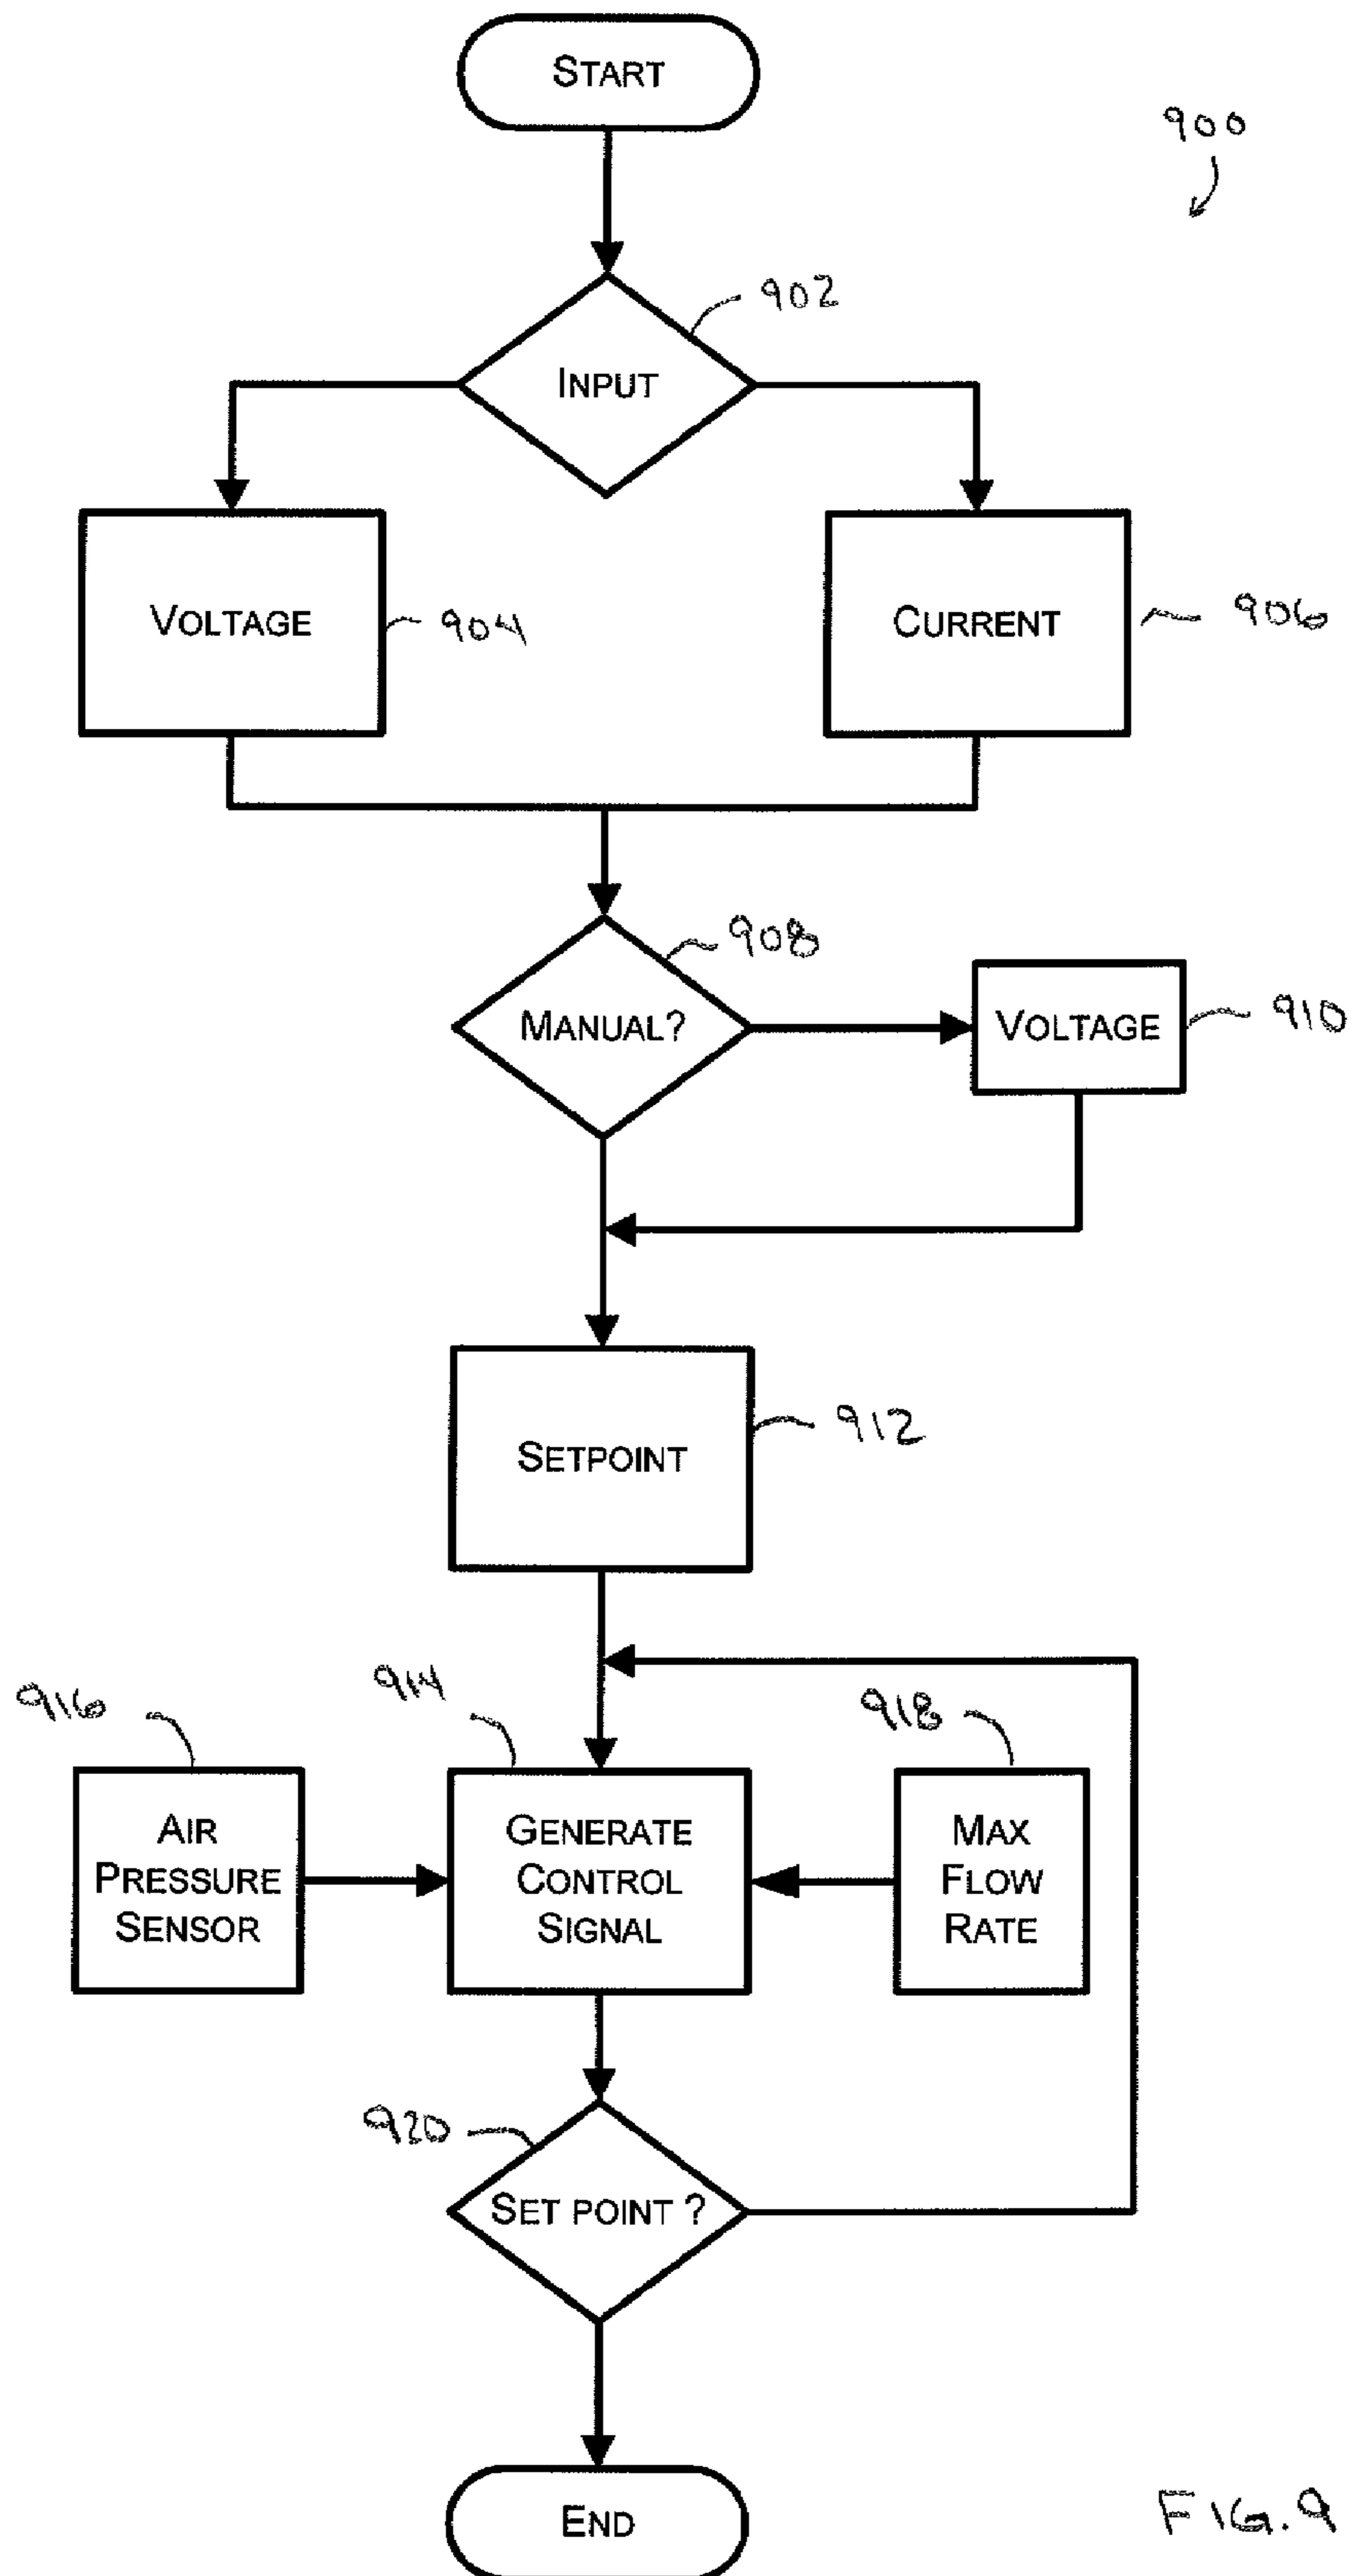 START
900
902
INPUT
VOLTAGE
904
CURRENT
906
908
MANUAL?
VOLTAGE
910
SETPOINT
912
916
914
918
AIR
PRESSURE
SENSOR
GENERATE
CONTROL
SIGNAL
MAX
FLOW
RATE
920
SET POINT ?
END
FIG. 9